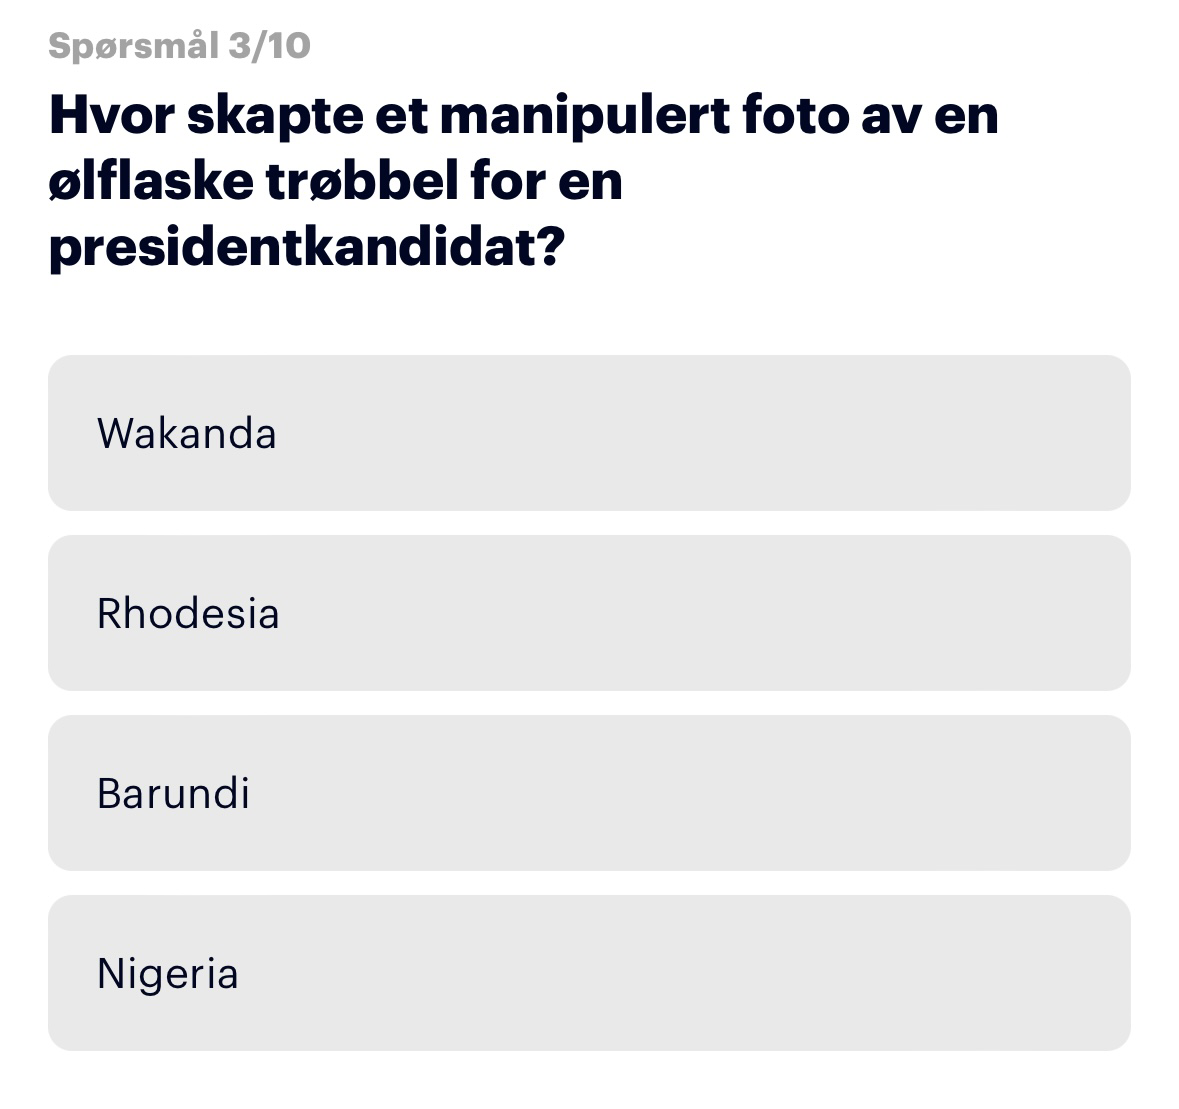 Spørsmål 3/10
Hvor skapte et manipulert foto av en
ølflaske trøbbel for en
presidentkandidat?
Wakanda
Rhodesia
Barundi
Nigeria